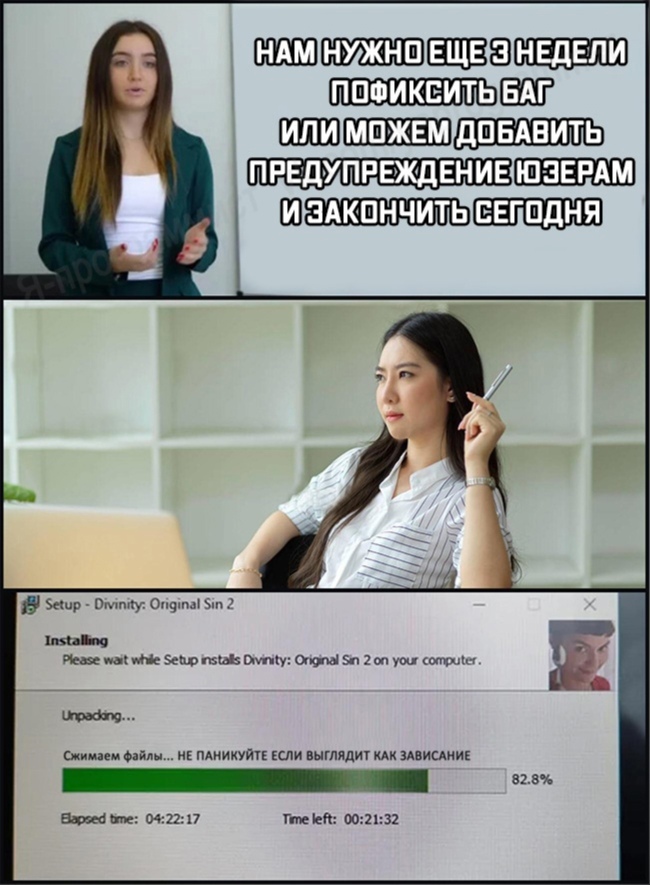 НАМ НУЖНО ЕЩЕ 3 НЕДЕЛИ
ПОФИКСИТЬ БАГ
ИЛИ МОЖЕМ ДОБАВИТЬ
ПРЕДУПРЕЖДЕНИЕ ЮЗЕРАМ
И ЗАКОНЧИТЬ СЕГОДНЯ
Setup - Divinity: Original Sin 2
Installing
Please wait while Setup installs Divinity: Original Sin 2 on your computer.
Unpacking...
Сжимаем файлы... НЕ ПАНИКУЙТЕ ЕСЛИ ВЫГЛЯДИТ КАК ЗАВИСАНИЕ
82.8%
Elapsed time: 04:22:17
Time left: 00:21:32